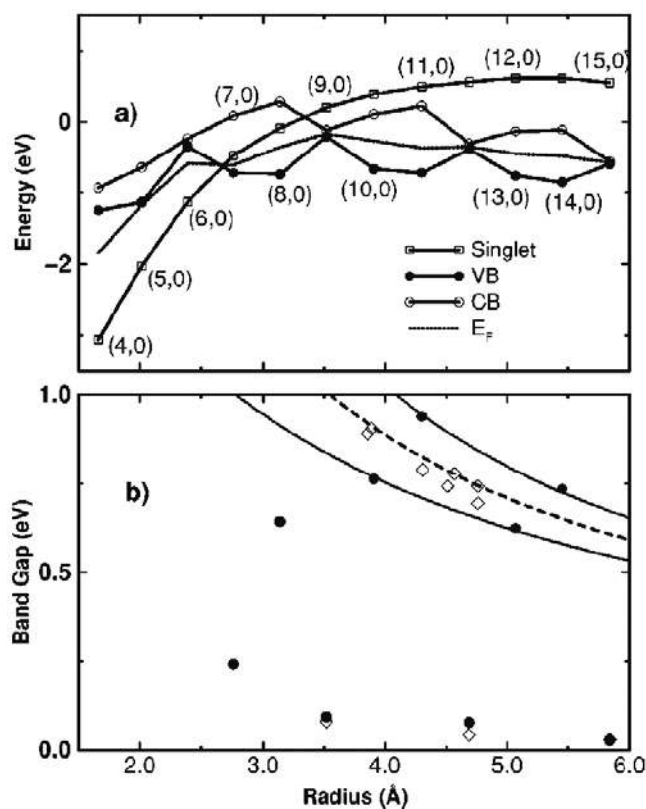 a)
Energy (eV)
0
−2
(4,0)
(5,0)
(6,0)
(7,0)
(8,0)
(9,0)
(10,0)
(11,0)
(12,0)
(13,0)
(14,0)
(15,0)
Singlet
VB
CB
E_F
b)
Band Gap (eV)
1.0
0.5
0.0
2.0 3.0 4.0 5.0 6.0
Radius (Å)